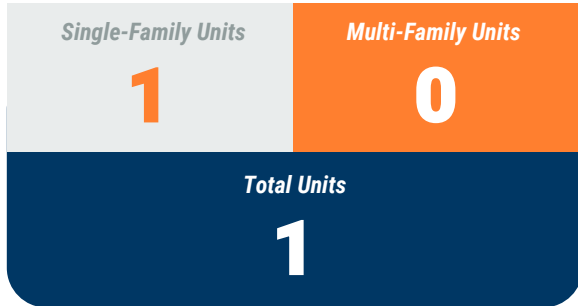 Single-Family Units
Multi-Family Units
1
0
Total Units
1